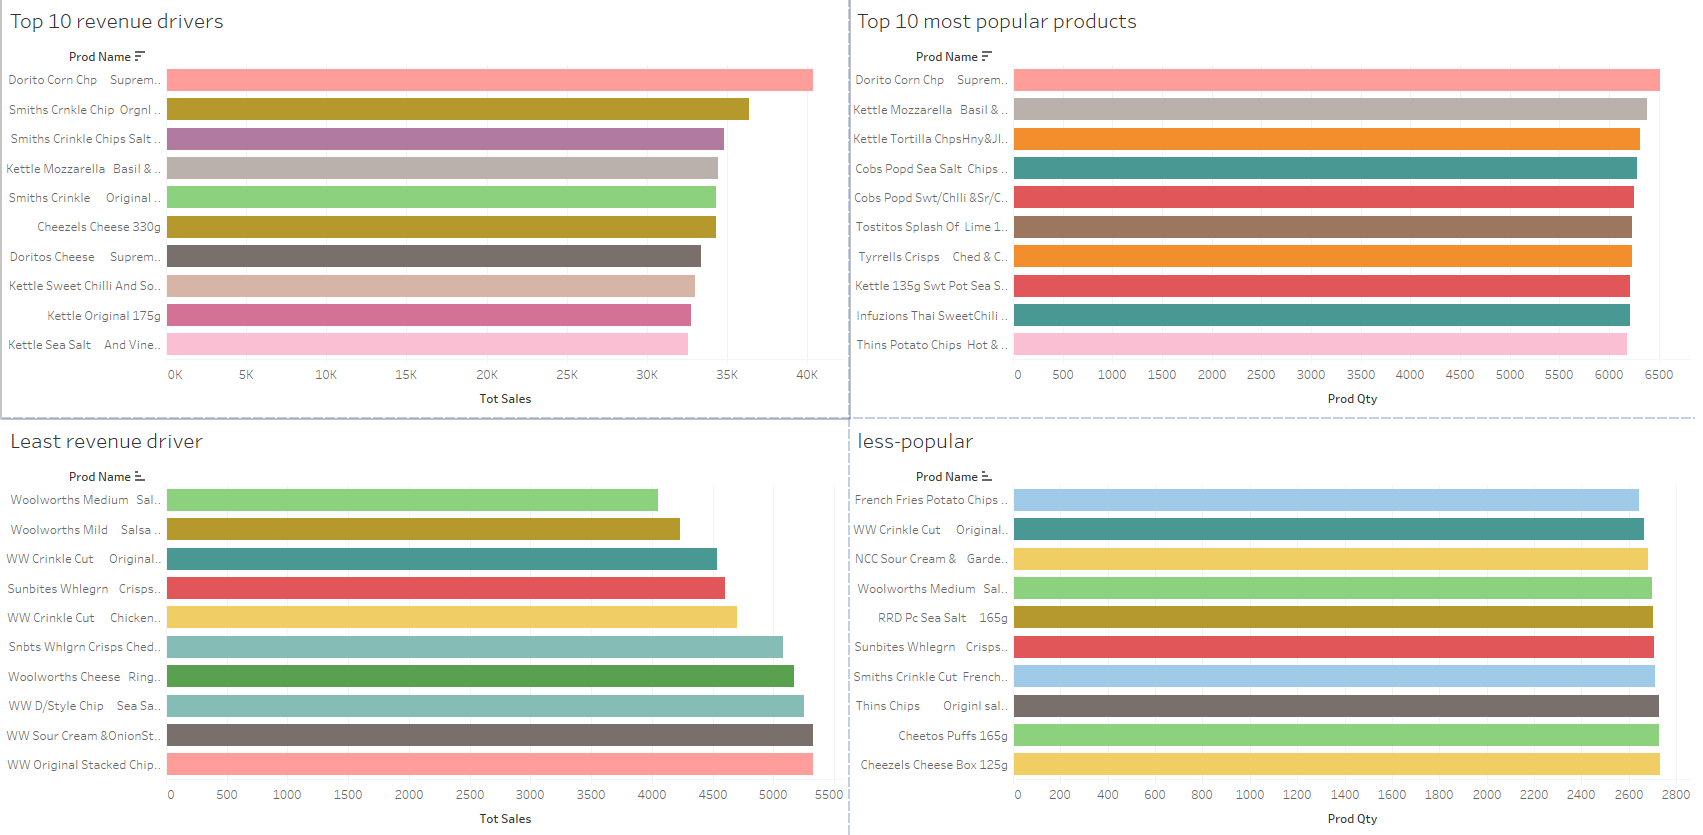 Top 10 revenue drivers
Prod Name
Dorito Corn Chp Suprem..
Smiths Crnkle Chip Orgnl ..
Smiths Crinkle Chips Salt ..
Kettle Mozzarella Basil & ..
Smiths Crinkle Original ..
Cheezels Cheese 330g
Doritos Cheese Suprem..
Kettle Sweet Chilli And So..
Kettle Original 175g
Kettle Sea Salt And Vine..
0K 5K 10K 15K 20K 25K 30K 35K 40K
Tot Sales
Top 10 most popular products
Prod Name
Dorito Corn Chp Suprem..
Kettle Mozzarella Basil & ..
Kettle Tortilla ChpsHny&Jl..
Cobs Popd Sea Salt Chips ..
Cobs Popd Swt/Chlli &Sr/C..
Tostitos Splash Of Lime 1..
Tyrrells Crisps Ched & C..
Kettle 135g Swt Pot Sea S..
Infuzions Thai SweetChili ..
Thins Potato Chips Hot & ..
0 500 1000 1500 2000 2500 3000 3500 4000 4500 5000 5500 6000 6500
Prod Qty
Least revenue driver
Prod Name
Woolworths Medium Sal..
Woolworths Mild Salsa ..
WW Crinkle Cut Original..
Sunbites Whlegrn Crisps..
WW Crinkle Cut Chicken..
Snbts Whlgrn Crisps Ched..
Woolworths Cheese Ring..
WW D/Style Chip Sea Sa..
WW Sour Cream &OnionSt..
WW Original Stacked Chip..
0 500 1000 1500 2000 2500 3000 3500 4000 4500 5000 5500
Tot Sales
less-popular
Prod Name
French Fries Potato Chips ..
WW Crinkle Cut Original..
NCC Sour Cream & Garde..
Woolworths Medium Sal..
RRD Pc Sea Salt 165g
Sunbites Whlegrn Crisps..
Smiths Crinkle Cut French..
Thins Chips Originl sal..
Cheetos Puffs 165g
Cheezels Cheese Box 125g
0 200 400 600 800 1000 1200 1400 1600 1800 2000 2200 2400 2600 2800
Prod Qty